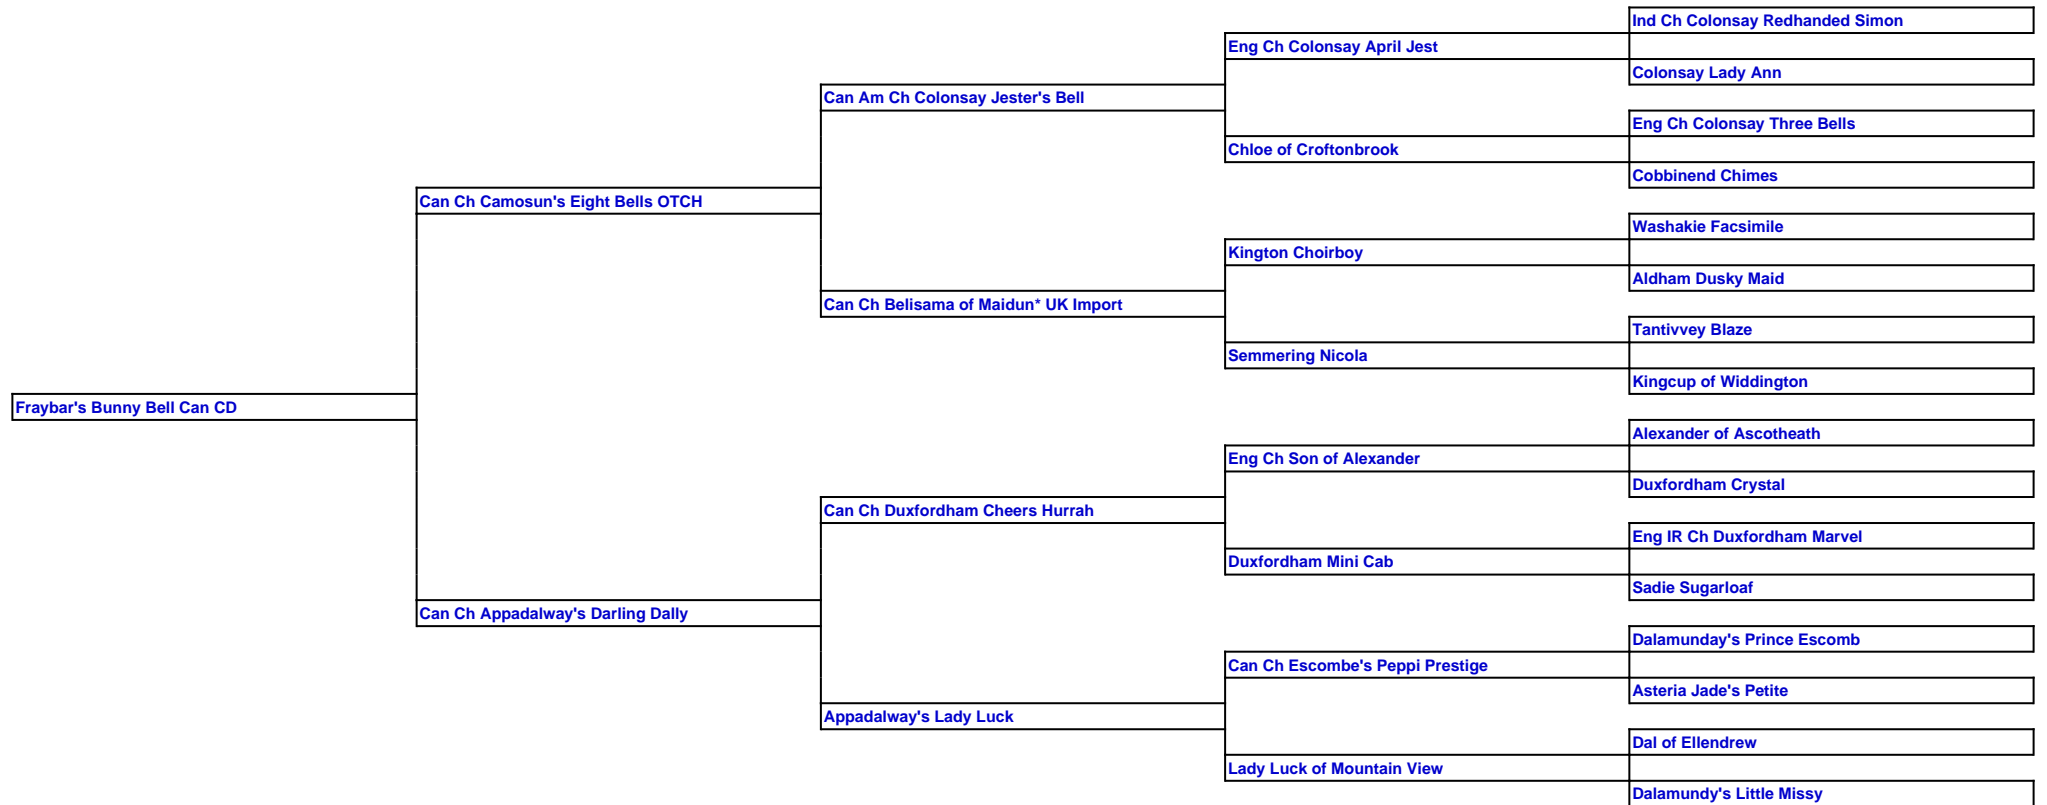 Ind Ch Colonsay Redhanded Simon
Eng Ch Colonsay April Jest
Colonsay Lady Ann
Can Am Ch Colonsay Jester's Bell
Eng Ch Colonsay Three Bells
Chloe of Croftonbrook
Cobbinend Chimes
Can Ch Camosun's Eight Bells OTCH
Washakie Facsimile
Kington Choirboy
Aldham Dusky Maid
Can Ch Belisama of Maidun* UK Import
Tantivvey Blaze
Semmering Nicola
Kingcup of Widdington
Fraybar's Bunny Bell Can CD
Alexander of Ascotheath
Eng Ch Son of Alexander
Duxfordham Crystal
Can Ch Duxfordham Cheers Hurrah
Eng IR Ch Duxfordham Marvel
Duxfordham Mini Cab
Sadie Sugarloaf
Can Ch Appadalway's Darling Dally
Dalamunday's Prince Escomb
Can Ch Escombe's Peppi Prestige
Asteria Jade's Petite
Appadalway's Lady Luck
Dal of Ellendrew
Lady Luck of Mountain View
Dalamundy's Little Missy